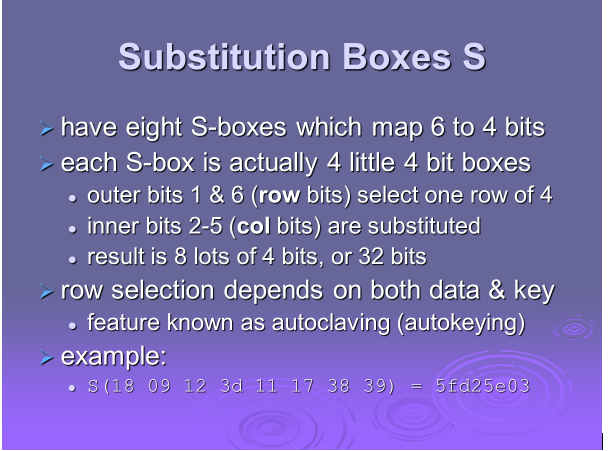 Substitution Boxes S
have eight S-boxes which map 6 to 4 bits
each S-box is actually 4 little 4 bit boxes
outer bits 1 & 6 (row bits) select one row of 4
inner bits 2-5 (col bits) are substituted
result is 8 lots of 4 bits, or 32 bits
row selection depends on both data & key
feature known as autoclaving (autokeying)
example:
S(18 09 12 3d 11 17 38 39) = 5fd25e03